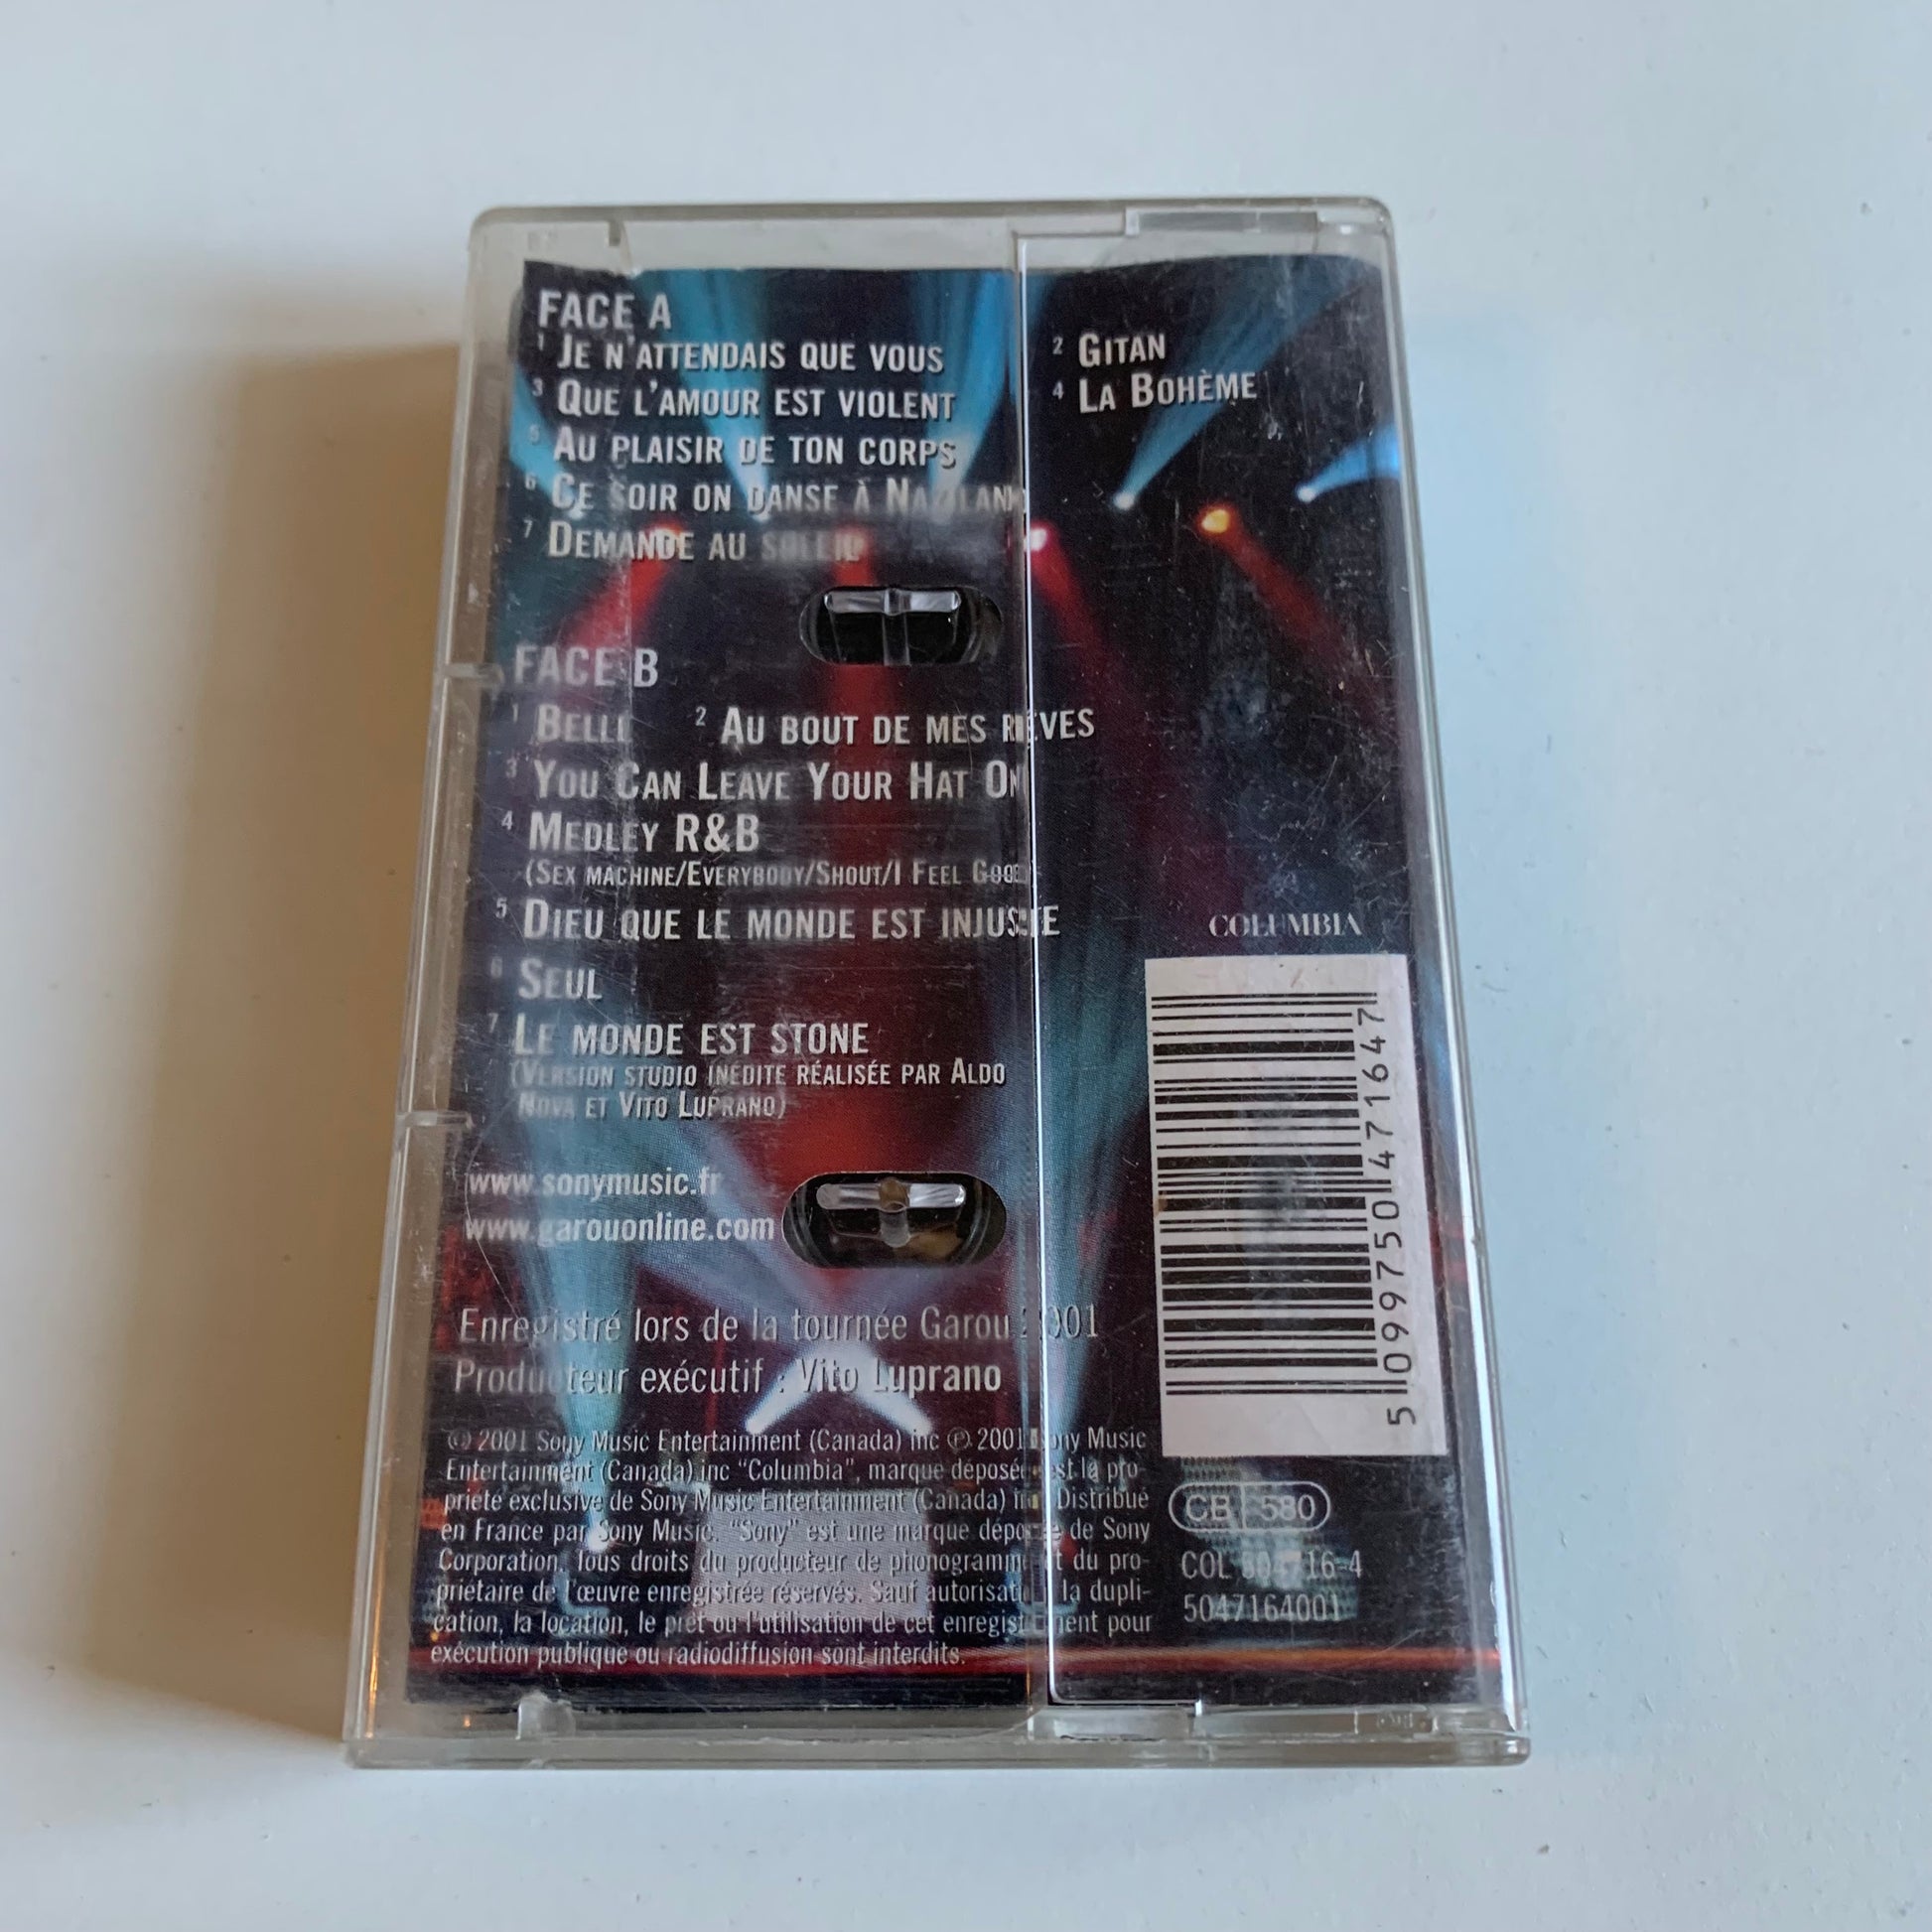 FACE A
1 JE N'ATTENDAIS QUE VOUS 2 GITAN
3 QUE L'AMOUR EST VIOLENT 4 LA BOHÈME
5 AU PLAISIR DE TON CORPS
6 CE SOIR ON DANSE À NAZILAND
7 DEMANDE AU SOLEIL
FACE B
1 BELLE 2 AU BOUT DE MES RÊVES
3 YOU CAN LEAVE YOUR HAT ON
4 MEDLEY R&B
(SEX MACHINE/EVERYBODY/SHOUT/I FEEL GOOD)
5 DIEU QUE LE MONDE EST INJUSTE
6 SEUL
7 LE MONDE EST STONE
(VERSION STUDIO INÉDITE RÉALISÉE PAR ALDO
NOVA ET VITO LUPRANO)
www.sonymusic.fr
www.garouonline.com
Enregistré lors de la tournée Garou 2001
Producteur exécutif : Vito Luprano
© 2001 Sony Music Entertainment (Canada) inc ℗ 2001 Sony Music
Entertainment (Canada) inc "Columbia", marque déposée est la pro-
priété exclusive de Sony Music Entertainment (Canada) inc Distribué
en France par Sony Music. "Sony" est une marque déposée de Sony
Corporation. Tous droits du producteur de phonogramme et du pro-
priétaire de l'œuvre enregistrée réservés. Sauf autorisation la dupli-
cation, la location, le prêt ou l'utilisation de cet enregistrement pour
exécution publique ou radiodiffusion sont interdits.
COLUMBIA
5 099750 471647
CB 580
COL 504716-4
5047164001